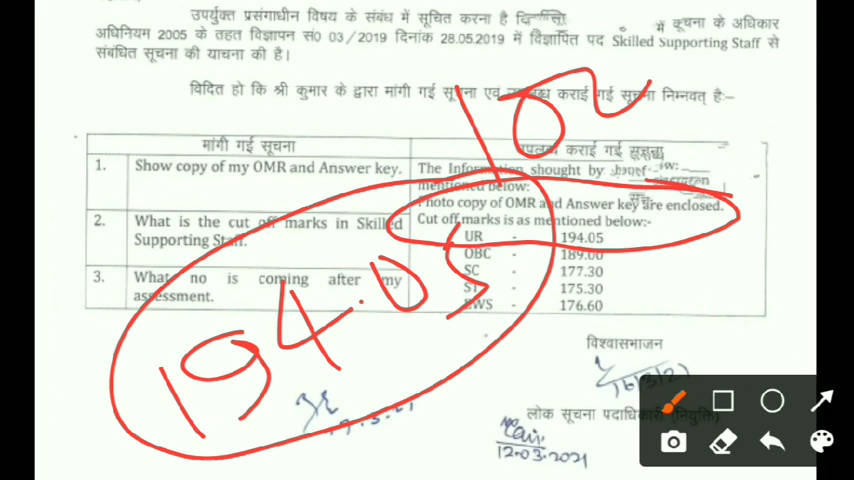 उपर्युक्त प्रसंगाधीन विषय के संबंध में सूचित करना है कि में सूचना के अधिकार
अधिनियम 2005 के तहत विज्ञापन सं0 03/2019 दिनांक 28.05.2019 में विज्ञापित पद Skilled Supporting Staff से
संबंधित सूचना की याचना की है।
विदित हो कि श्री कुमार के द्वारा मांगी गई सूचना एवं उपलब्ध कराई गई सूचना निम्नवत् है:–
मांगी गई सूचना उपलब्ध कराई गई सूचना
1. Show copy of my OMR and Answer key.
The Information shought by
mentioned below:
Photo copy of OMR and Answer key are enclosed.
2. What is the cut off marks in Skilled
Supporting Staff.
Cut off marks is as mentioned below:-
UR - 194.05
OBC - 189.00
SC - 177.30
ST - 175.30
EWS - 176.60
3. What no is coming after my
assessment.
194.05
विश्वासभाजन
लोक सूचना पदाधिकारी (नियुक्ति)
12.03.2021